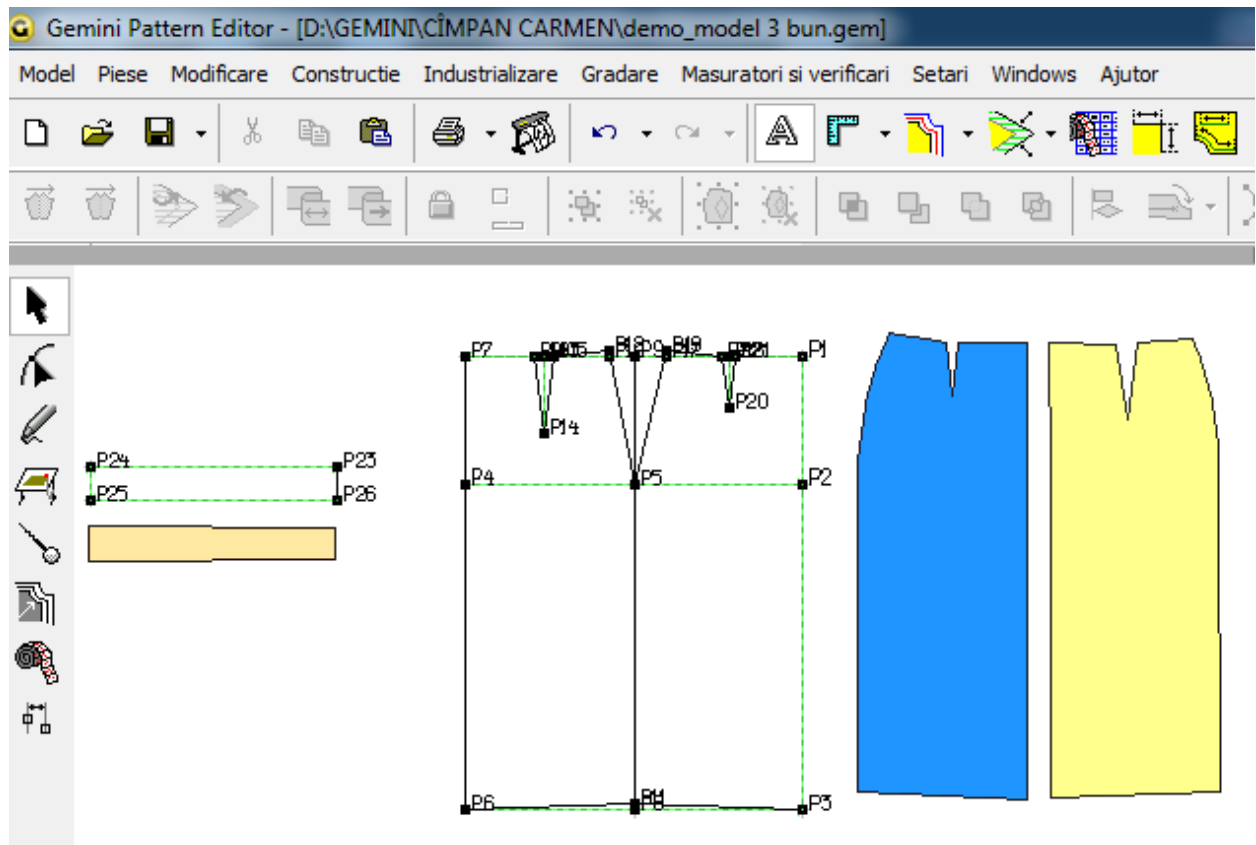 Gemini Pattern Editor - [D:\GEMINI\CÎMPAN CARMEN\demo_model 3 bun.gem]
Model Piese Modificare Constructie Industrializare Gradare Masuratori si verificari Setari Windows Ajutor
P7 P9 P1
P20
P14
P24 P23
P4 P5 P2
P25 P26
P6 P3